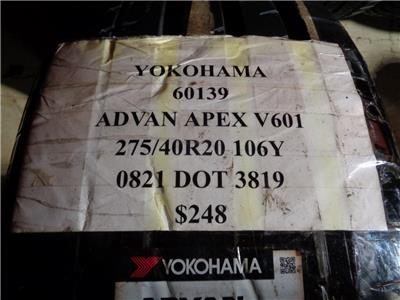 YOKOHAMA
60139
ADVAN APEX V601
275/40R20 106Y
0821 DOT 3819
$248
YOKOHAMA